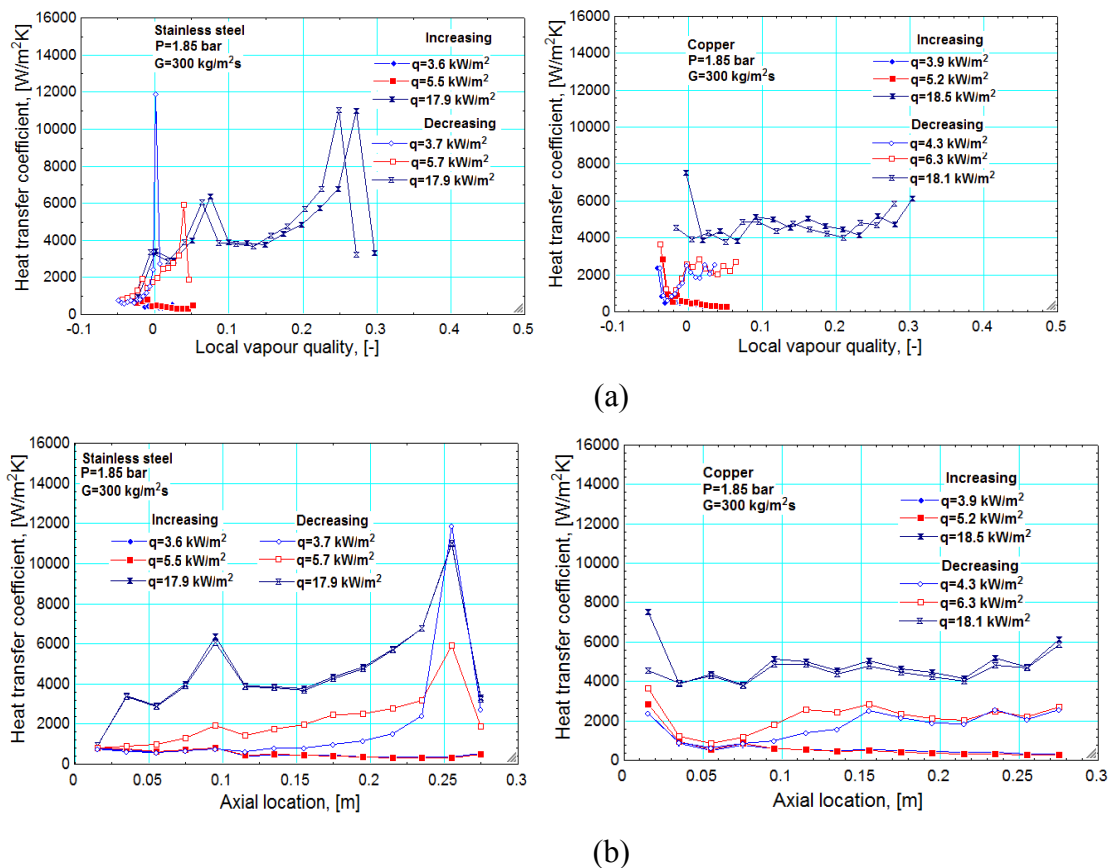 Stainless steel
P=1.85 bar
G=300 kg/m²s
Increasing
q=3.6 kW/m²
q=5.5 kW/m²
q=17.9 kW/m²
Decreasing
q=3.7 kW/m²
q=5.7 kW/m²
q=17.9 kW/m²
Heat transfer coefficient, [W/m²K]
16000
14000
12000
10000
8000
6000
4000
2000
0
-0.1 0 0.1 0.2 0.3 0.4 0.5
Local vapour quality, [-]
Copper
P=1.85 bar
G=300 kg/m²s
Increasing
q=3.9 kW/m²
q=5.2 kW/m²
q=18.5 kW/m²
Decreasing
q=4.3 kW/m²
q=6.3 kW/m²
q=18.1 kW/m²
Heat transfer coefficient, [W/m²K]
16000
14000
12000
10000
8000
6000
4000
2000
0
-0.1 0 0.1 0.2 0.3 0.4 0.5
Local vapour quality, [-]
(a)
Stainless steel
P=1.85 bar
G=300 kg/m²s
Increasing
q=3.6 kW/m²
q=5.5 kW/m²
q=17.9 kW/m²
Decreasing
q=3.7 kW/m²
q=5.7 kW/m²
q=17.9 kW/m²
Heat transfer coefficient, [W/m²K]
16000
14000
12000
10000
8000
6000
4000
2000
0
0 0.05 0.1 0.15 0.2 0.25 0.3
Axial location, [m]
Copper
P=1.85 bar
G=300 kg/m²s
Increasing
q=3.9 kW/m²
q=5.2 kW/m²
q=18.5 kW/m²
Decreasing
q=4.3 kW/m²
q=6.3 kW/m²
q=18.1 kW/m²
Heat transfer coefficient, [W/m²K]
16000
14000
12000
10000
8000
6000
4000
2000
0
0 0.05 0.1 0.15 0.2 0.25 0.3
Axial location, [m]
(b)